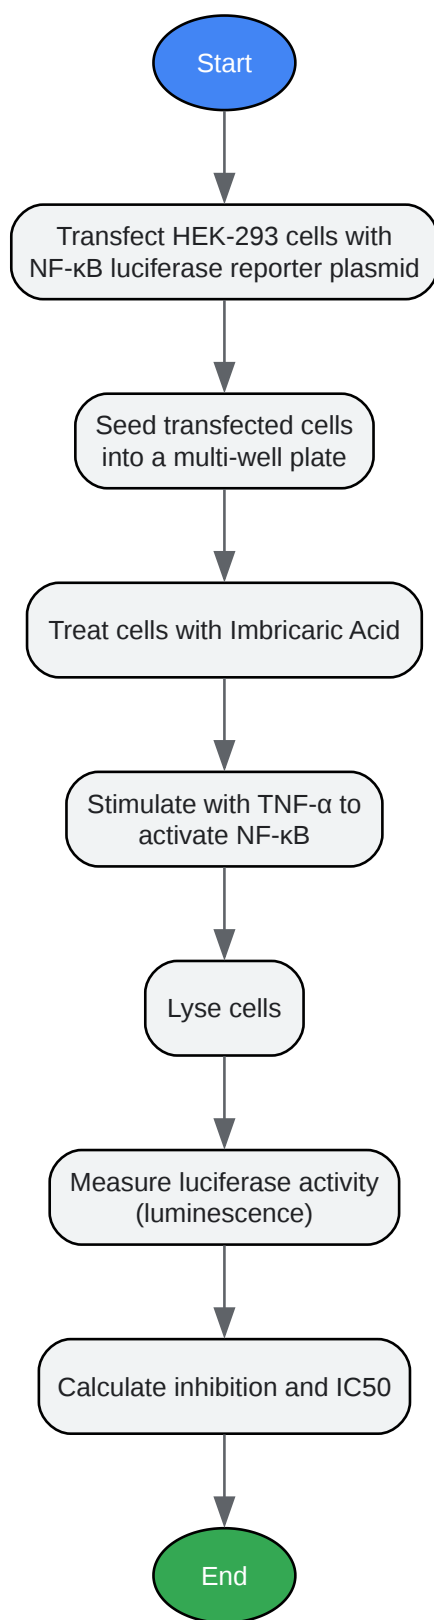 Start
Transfect HEK-293 cells with
NF-κB luciferase reporter plasmid
Seed transfected cells
into a multi-well plate
Treat cells with Imbricaric Acid
Stimulate with TNF-α to
activate NF-κB
Lyse cells
Measure luciferase activity
(luminescence)
Calculate inhibition and IC50
End